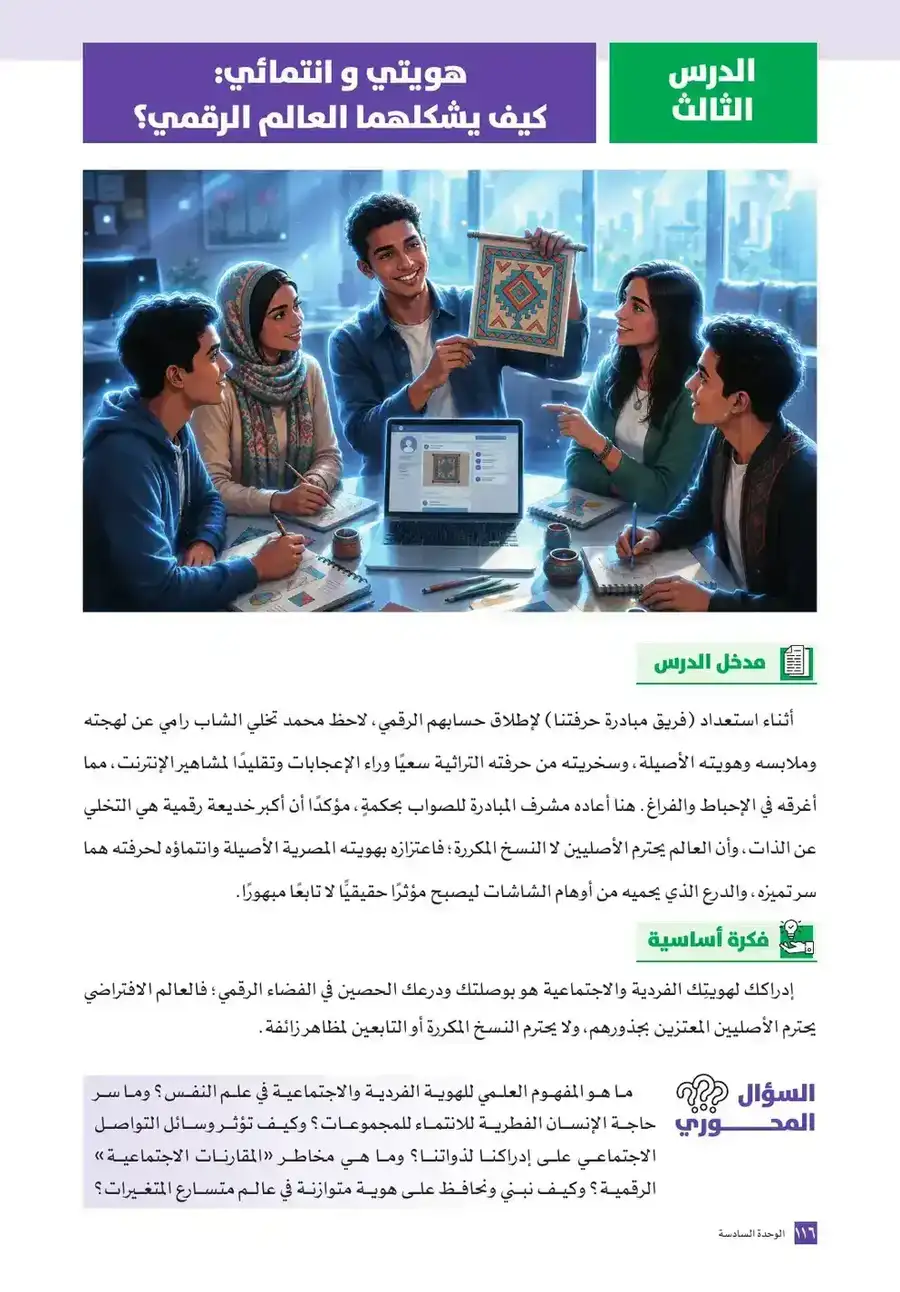 الدرس
الثالث
هويتي و انتمائي:
كيف يشكلهما العالم الرقمي؟
مدخل الدرس
أثناء استعداد (فريق مبادرة حرفتنا) لإطلاق حسابهم الرقمي، لاحظ محمد تخلي الشاب رامي عن لهجته
وملابسه وهويته الأصيلة، وسخريته من حرفته التراثية سعيًا وراء الإعجابات وتقليدًا لمشاهير الإنترنت، مما
أغرقه في الإحباط والفراغ. هنا أعاده مشرف المبادرة للصواب بحكمةٍ، مؤكدًا أن أكبر خديعة رقمية هي التخلي
عن الذات، وأن العالم يحترم الأصليين لا النسخ المكررة؛ فاعتزازه بهويته المصرية الأصيلة وانتماؤه لحرفته هما
سر تميزه، والدرع الذي يحميه من أوهام الشاشات ليصبح مؤثرًا حقيقيًّا لا تابعًا مبهورًا.
فكرة أساسية
إدراكك لهويتِك الفردية والاجتماعية هو بوصلتك ودرعك الحصين في الفضاء الرقمي؛ فالعالم الافتراضي
يحترم الأصليين المعتزين بجذورهم، ولا يحترم النسخ المكررة أو التابعين لمظاهر زائفة.
السؤال
المحـــــوري
ما هو المفهوم العلمي للهوية الفردية والاجتماعية في علم النفس؟ وما سر
حاجة الإنسان الفطرية للانتماء للمجموعات؟ وكيف تؤثر وسائل التواصل
الاجتماعي على إدراكنا لذواتنا؟ وما هي مخاطر «المقارنات الاجتماعية»
الرقمية؟ وكيف نبني ونحافظ على هوية متوازنة في عالم متسارع المتغيرات؟
١١٦ الوحدة السادسة